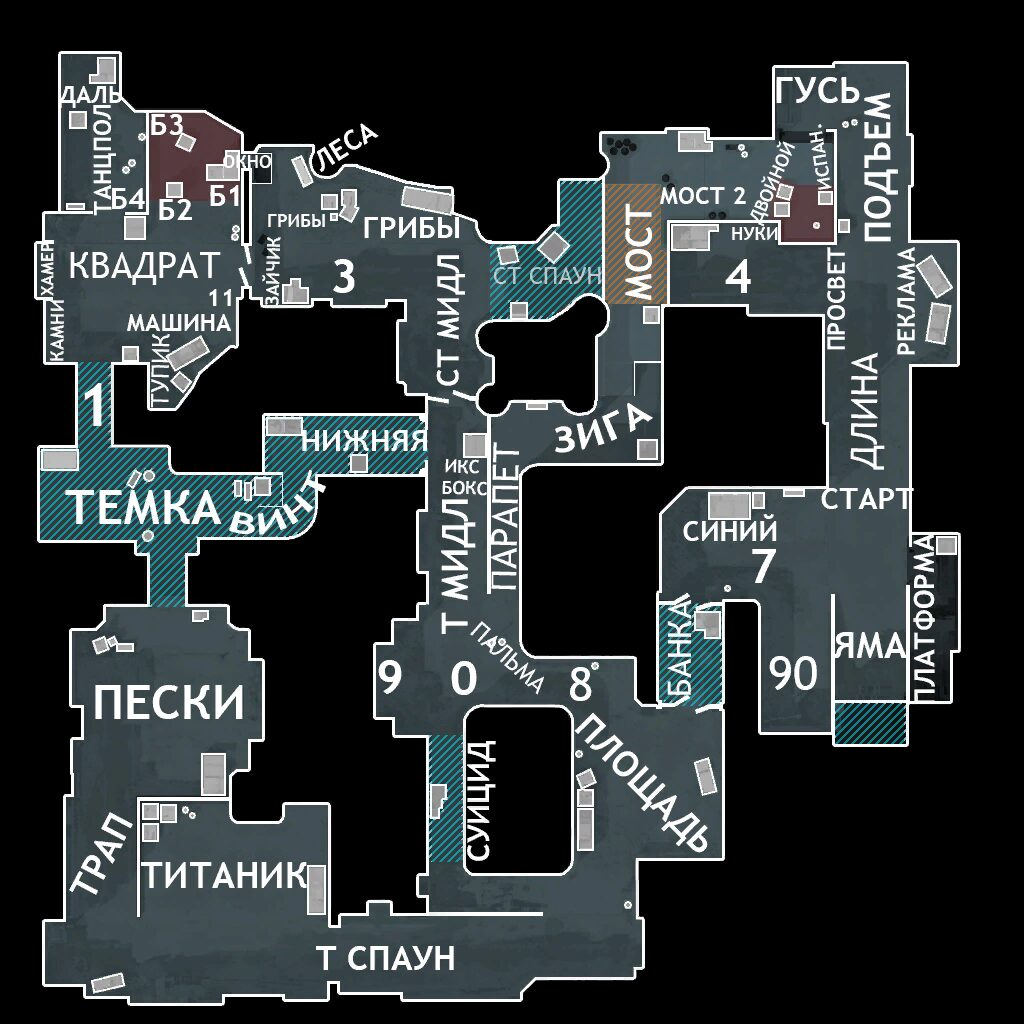 ДАЛЬ
ТАНЦПОЛ
Б3
Б4
Б2
Б1
ОКНО
ЛЕСА
ГРИБЫ
ГРИБЫ
ЗАЙЧИК
3
КВАДРАТ
ХАМЕР
КАМНИ
11
МАШИНА
ТУПИК
1
СТ МИДЛ
СТ СПАУН
МОСТ
МОСТ 2
ДВОЙНОЙ
ИСПАН.
НУКИ
4
ГУСЬ
ПОДЪЕМ
ПРОСВЕТ
РЕКЛАМА
ДЛИНА
НИЖНЯЯ
ТЕМКА
ВИНТ
ИКС
БОКС
ПАРАПЕТ
Т МИДЛ
ЗИГА
СТАРТ
СИНИЙ
7
БАНКА
90
ЯМА
ПЛАТФОРМА
ПАЛЬМА
9
0
8
ПЕСКИ
СУИЦИД
ПЛОЩАДЬ
ТРАП
ТИТАНИК
Т СПАУН